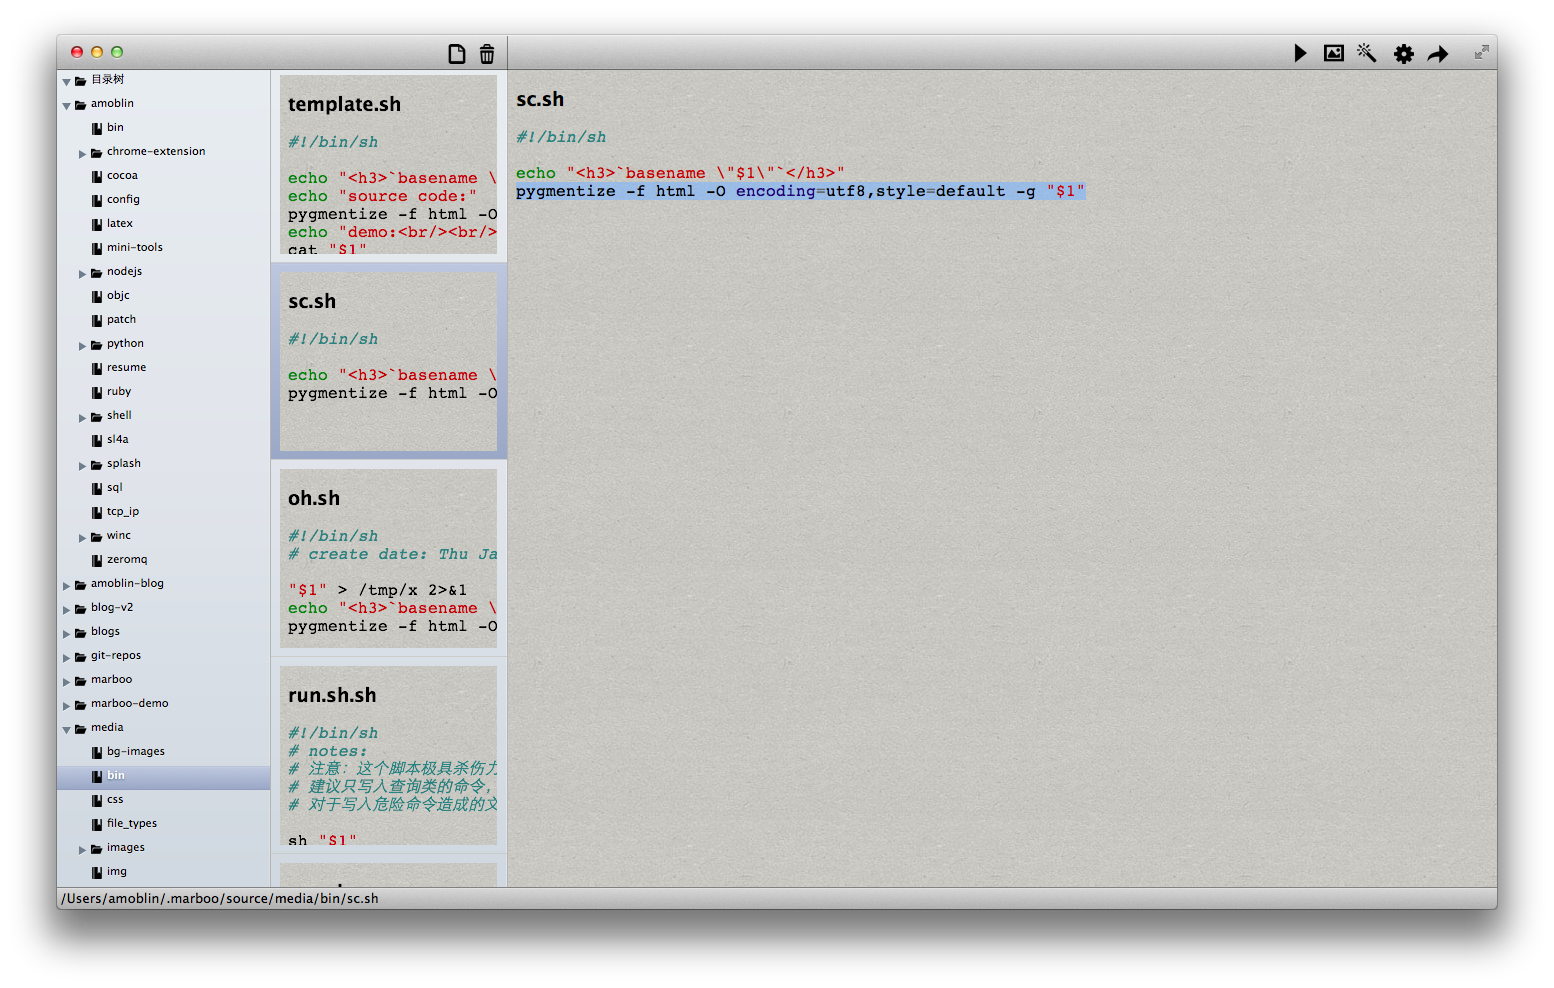 目录树
amoblin
bin
chrome-extension
cocoa
config
latex
mini-tools
nodejs
objc
patch
python
resume
ruby
shell
sl4a
splash
sql
tcp_ip
winc
zeromq
amoblin-blog
blog-v2
blogs
git-repos
marboo
marboo-demo
media
bg-images
bin
css
file_types
images
img
template.sh
#!/bin/sh
echo "<h3>`basename \
echo "source code:"
pygmentize -f html -O
echo "demo:<br/><br/>
cat "$1"
sc.sh
#!/bin/sh
echo "<h3>`basename \
pygmentize -f html -O
oh.sh
#!/bin/sh
# create date: Thu Ja
"$1" > /tmp/x 2>&1
echo "<h3>`basename \
pygmentize -f html -O
run.sh.sh
#!/bin/sh
# notes:
# 注意：这个脚本极具杀伤力
# 建议只写入查询类的命令，
# 对于写入危险命令造成的文
sh "$1"
sc.sh
#!/bin/sh
echo "<h3>`basename \"$1\"`</h3>"
pygmentize -f html -O encoding=utf8,style=default -g "$1"
/Users/amoblin/.marboo/source/media/bin/sc.sh